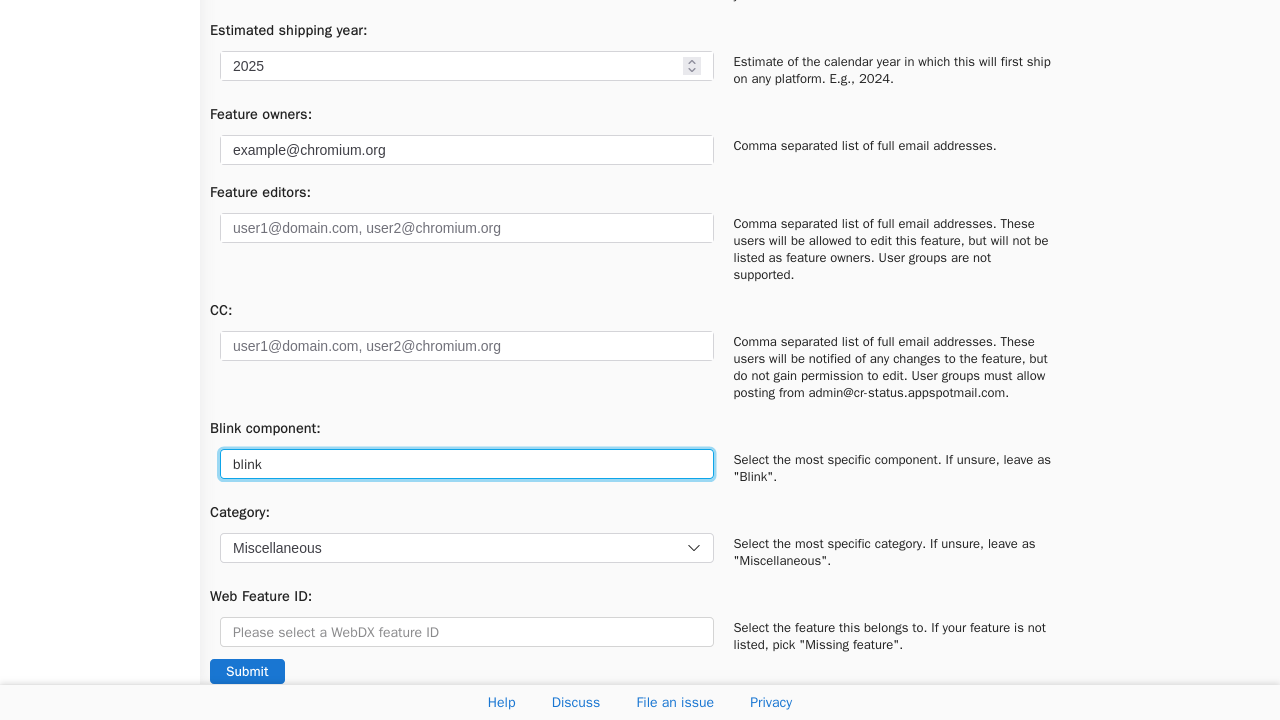 Estimated shipping year:
2025
Estimate of the calendar year in which this will first ship
on any platform. E.g., 2024.
Feature owners:
example@chromium.org
Comma separated list of full email addresses.
Feature editors:
user1@domain.com, user2@chromium.org
Comma separated list of full email addresses. These
users will be allowed to edit this feature, but will not be
listed as feature owners. User groups are not
supported.
CC:
user1@domain.com, user2@chromium.org
Comma separated list of full email addresses. These
users will be notified of any changes to the feature, but
do not gain permission to edit. User groups must allow
posting from admin@cr-status.appspotmail.com.
Blink component:
blink
Select the most specific component. If unsure, leave as
"Blink".
Category:
Miscellaneous
Select the most specific category. If unsure, leave as
"Miscellaneous".
Web Feature ID:
Please select a WebDX feature ID
Select the feature this belongs to. If your feature is not
listed, pick "Missing feature".
Submit
Help Discuss File an issue Privacy